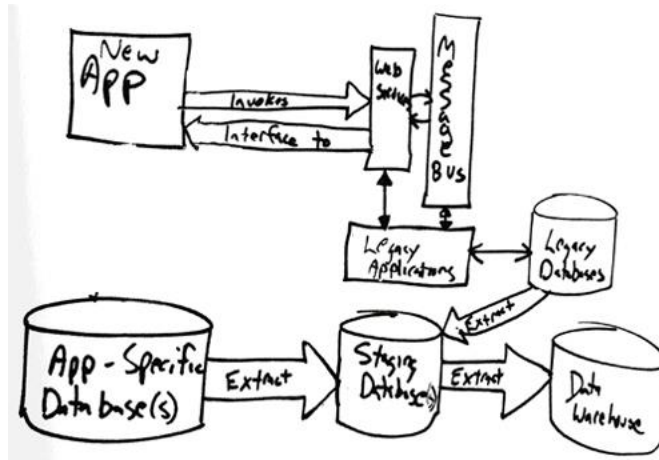 New
App
Invokes
Interface to
Web
Services
Message
Bus
Legacy
Applications
Legacy
Databases
Extract
App-Specific
Database(s)
Extract
Staging
Database(s)
Extract
Data
Warehouse